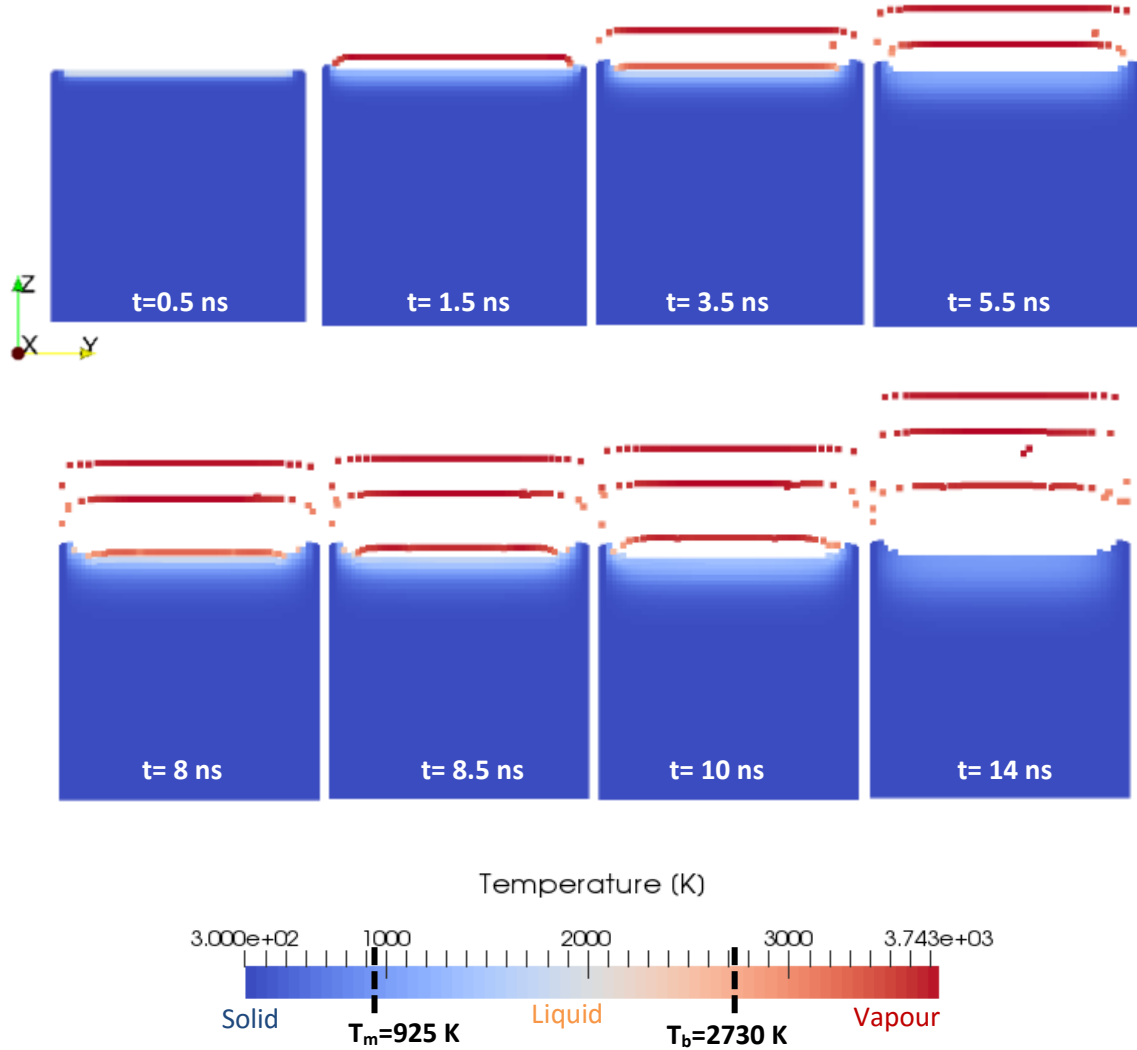 t=0.5 ns
t= 1.5 ns
t= 3.5 ns
t= 5.5 ns
Z
X
Y
t= 8 ns
t= 8.5 ns
t= 10 ns
t= 14 ns
Temperature (K)
3.000e+02 1000 2000 3000 3.743e+03
Solid Liquid Vapour
Tm=925 K Tb=2730 K